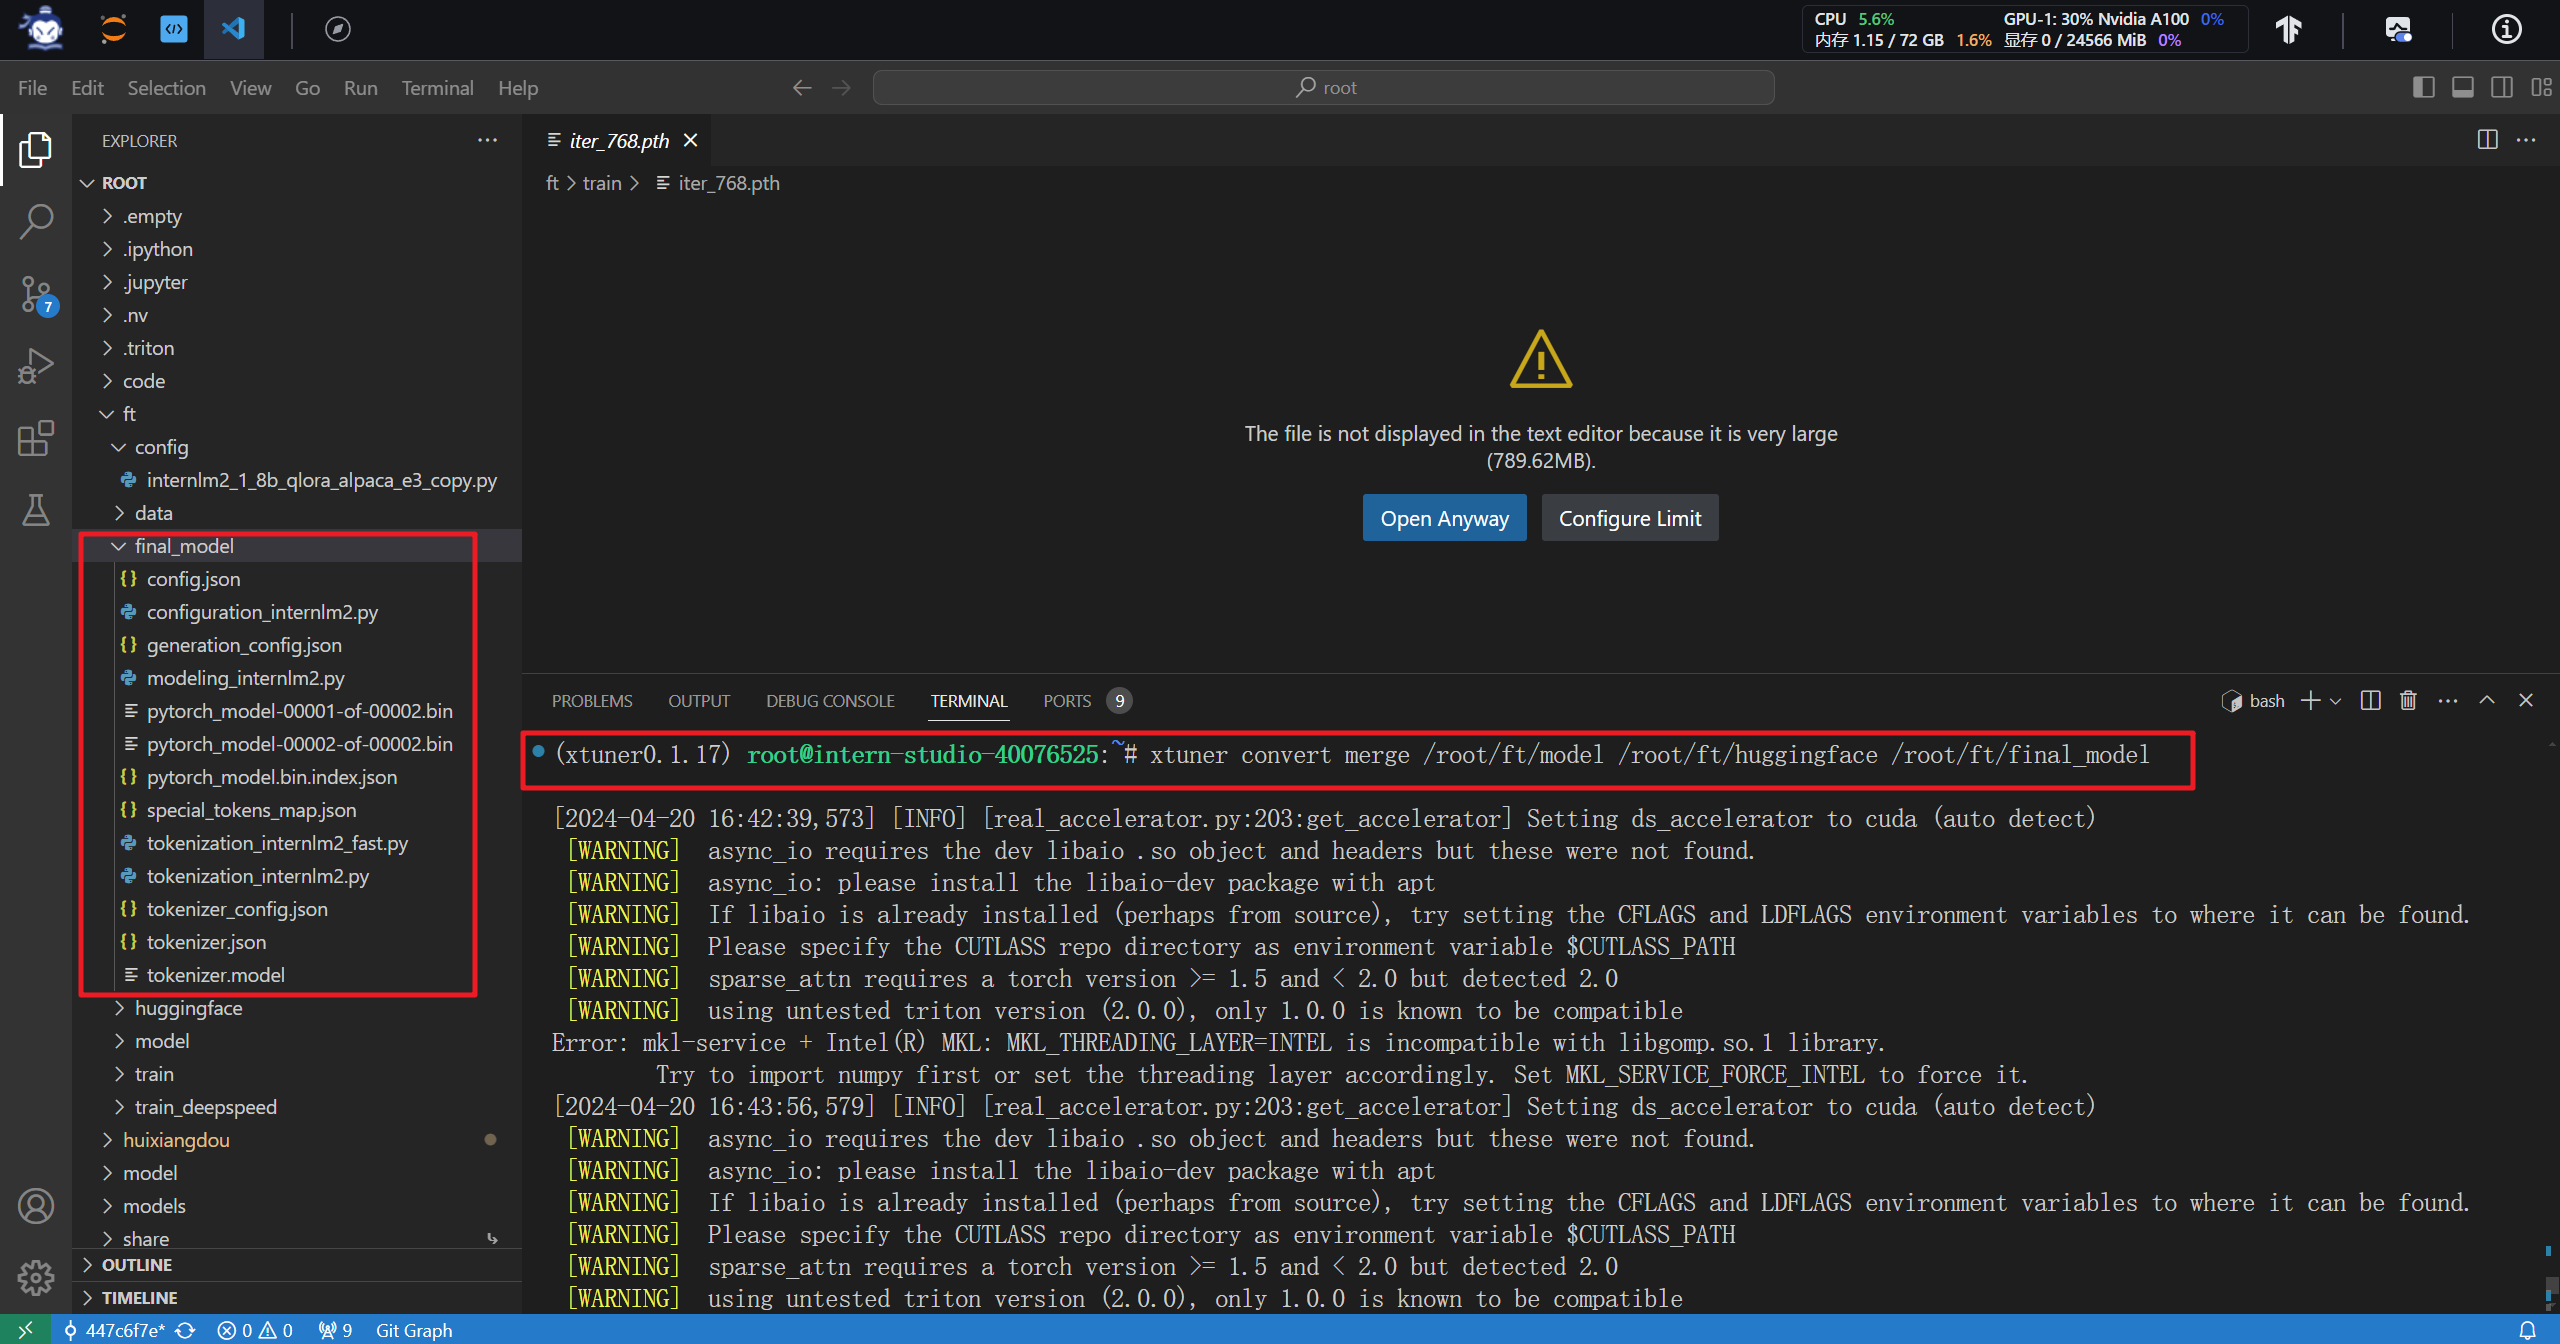 CPU 5.6%
GPU-1: 30% Nvidia A100 0%
内存 1.15 / 72 GB 1.6%
显存 0 / 24566 MiB 0%
File Edit Selection View Go Run Terminal Help
root
EXPLORER
ROOT
.empty
.ipython
.jupyter
.nv
.triton
code
ft
config
internlm2_1_8b_qlora_alpaca_e3_copy.py
data
final_model
config.json
configuration_internlm2.py
generation_config.json
modeling_internlm2.py
pytorch_model-00001-of-00002.bin
pytorch_model-00002-of-00002.bin
pytorch_model.bin.index.json
special_tokens_map.json
tokenization_internlm2_fast.py
tokenization_internlm2.py
tokenizer_config.json
tokenizer.json
tokenizer.model
huggingface
model
train
train_deepspeed
huixiangdou
model
models
share
OUTLINE
TIMELINE
7
iter_768.pth
ft > train > iter_768.pth
The file is not displayed in the text editor because it is very large
(789.62MB).
Open Anyway
Configure Limit
PROBLEMS OUTPUT DEBUG CONSOLE TERMINAL PORTS 9
bash
(xtuner0.1.17) root@intern-studio-40076525:~# xtuner convert merge /root/ft/model /root/ft/huggingface /root/ft/final_model
[2024-04-20 16:42:39,573] [INFO] [real_accelerator.py:203:get_accelerator] Setting ds_accelerator to cuda (auto detect)
[WARNING] async_io requires the dev libaio .so object and headers but these were not found.
[WARNING] async_io: please install the libaio-dev package with apt
[WARNING] If libaio is already installed (perhaps from source), try setting the CFLAGS and LDFLAGS environment variables to where it can be found.
[WARNING] Please specify the CUTLASS repo directory as environment variable $CUTLASS_PATH
[WARNING] sparse_attn requires a torch version >= 1.5 and < 2.0 but detected 2.0
[WARNING] using untested triton version (2.0.0), only 1.0.0 is known to be compatible
Error: mkl-service + Intel(R) MKL: MKL_THREADING_LAYER=INTEL is incompatible with libgomp.so.1 library.
Try to import numpy first or set the threading layer accordingly. Set MKL_SERVICE_FORCE_INTEL to force it.
[2024-04-20 16:43:56,579] [INFO] [real_accelerator.py:203:get_accelerator] Setting ds_accelerator to cuda (auto detect)
[WARNING] async_io requires the dev libaio .so object and headers but these were not found.
[WARNING] async_io: please install the libaio-dev package with apt
[WARNING] If libaio is already installed (perhaps from source), try setting the CFLAGS and LDFLAGS environment variables to where it can be found.
[WARNING] Please specify the CUTLASS repo directory as environment variable $CUTLASS_PATH
[WARNING] sparse_attn requires a torch version >= 1.5 and < 2.0 but detected 2.0
[WARNING] using untested triton version (2.0.0), only 1.0.0 is known to be compatible
447c6f7e* 0 0 9 Git Graph